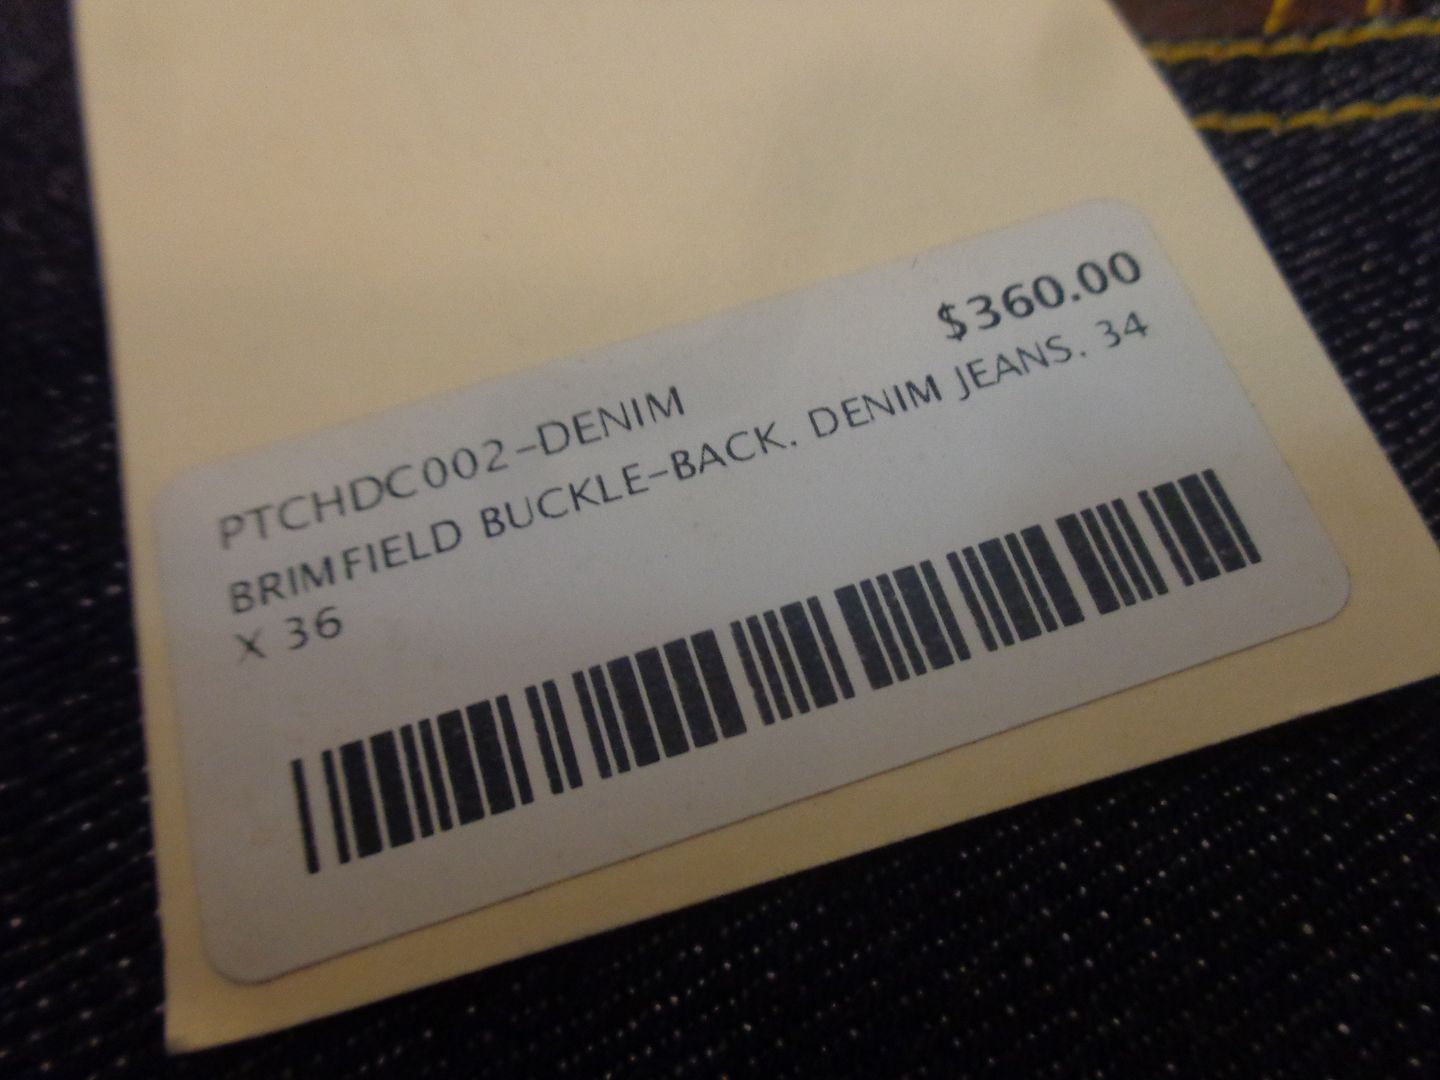 $360.00
PTCHDC002-DENIM
BRIMFIELD BUCKLE-BACK. DENIM JEANS. 34
X 36